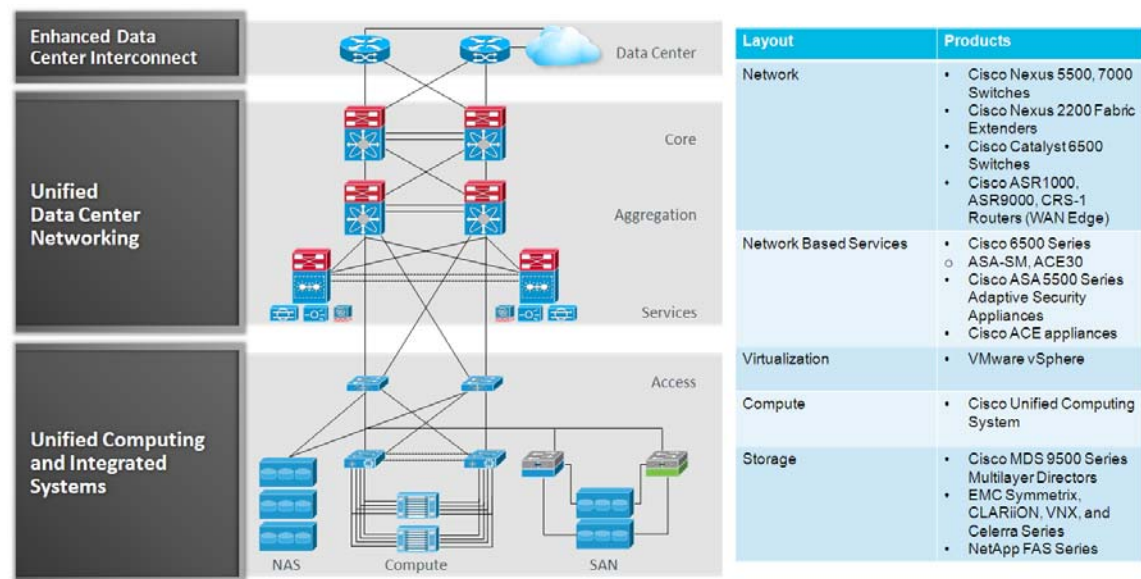 Enhanced Data
Center Interconnect
Data Center
Unified
Data Center
Networking
Core
Aggregation
Services
Unified Computing
and Integrated
Systems
Access
NAS
Compute
SAN
Layout
Products
Network
• Cisco Nexus 5500, 7000
Switches
• Cisco Nexus 2200 Fabric
Extenders
• Cisco Catalyst 6500
Switches
• Cisco ASR1000,
ASR9000, CRS-1
Routers (WAN Edge)
Network Based Services
• Cisco 6500 Series
o ASA-SM, ACE30
• Cisco ASA 5500 Series
Adaptive Security
Appliances
• Cisco ACE appliances
Virtualization
• VMware vSphere
Compute
• Cisco Unified Computing
System
Storage
• Cisco MDS 9500 Series
Multilayer Directors
• EMC Symmetrix,
CLARiiON, VNX, and
Celerra Series
• NetApp FAS Series